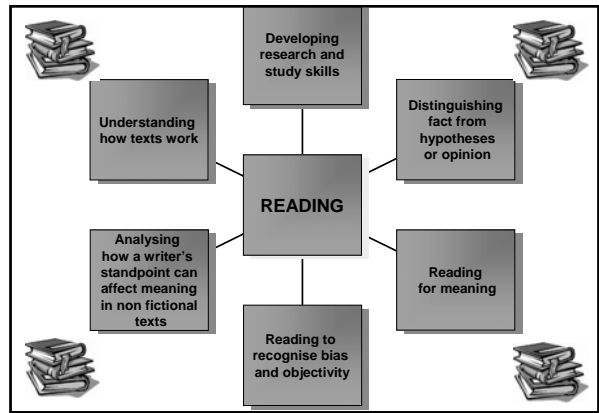 Developing
research and
study skills
Understanding
how texts work
Distinguishing
fact from
hypotheses
or opinion
READING
Analysing
how a writer's
standpoint can
affect meaning
in non fictional
texts
Reading
for meaning
Reading to
recognise bias
and objectivity